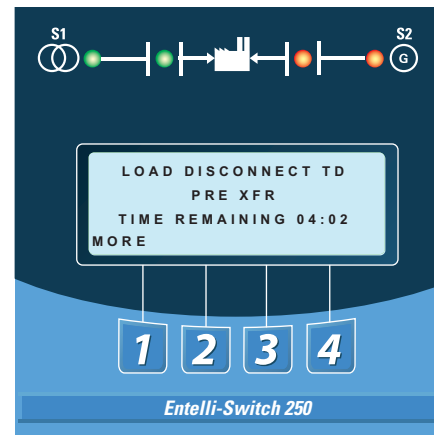 S1
S2
G
LOAD DISCONNECT TD
PRE XFR
TIME REMAINING 04:02
MORE
1 2 3 4
Entelli-Switch 250